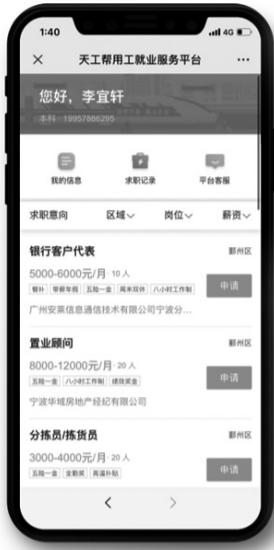 1:40
4G
天工帮用工就业服务平台
您好，李宜轩
本科 · 19957886295
我的信息 求职记录 平台客服
求职意向 区域 岗位 薪资
银行客户代表 鄞州区
5000-6000元/月 · 10人
餐补 带薪年假 五险一金 周末双休 八小时工作制
申请
广州安莱信息通信技术有限公司宁波分...
置业顾问 鄞州区
8000-12000元/月 · 20人
五险一金 八小时工作制 绩效奖金
申请
宁波华域房地产经纪有限公司
分拣员/拣货员 鄞州区
3000-4000元/月 · 20人
五险一金 全勤奖 高温补贴
申请